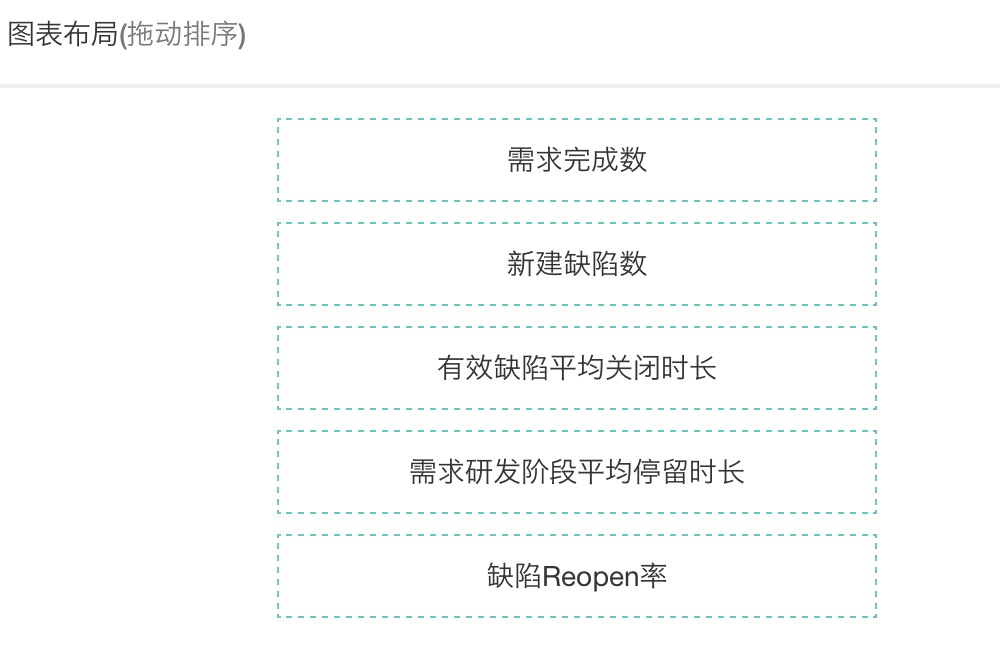 图表布局(拖动排序)
需求完成数
新建缺陷数
有效缺陷平均关闭时长
需求研发阶段平均停留时长
缺陷Reopen率